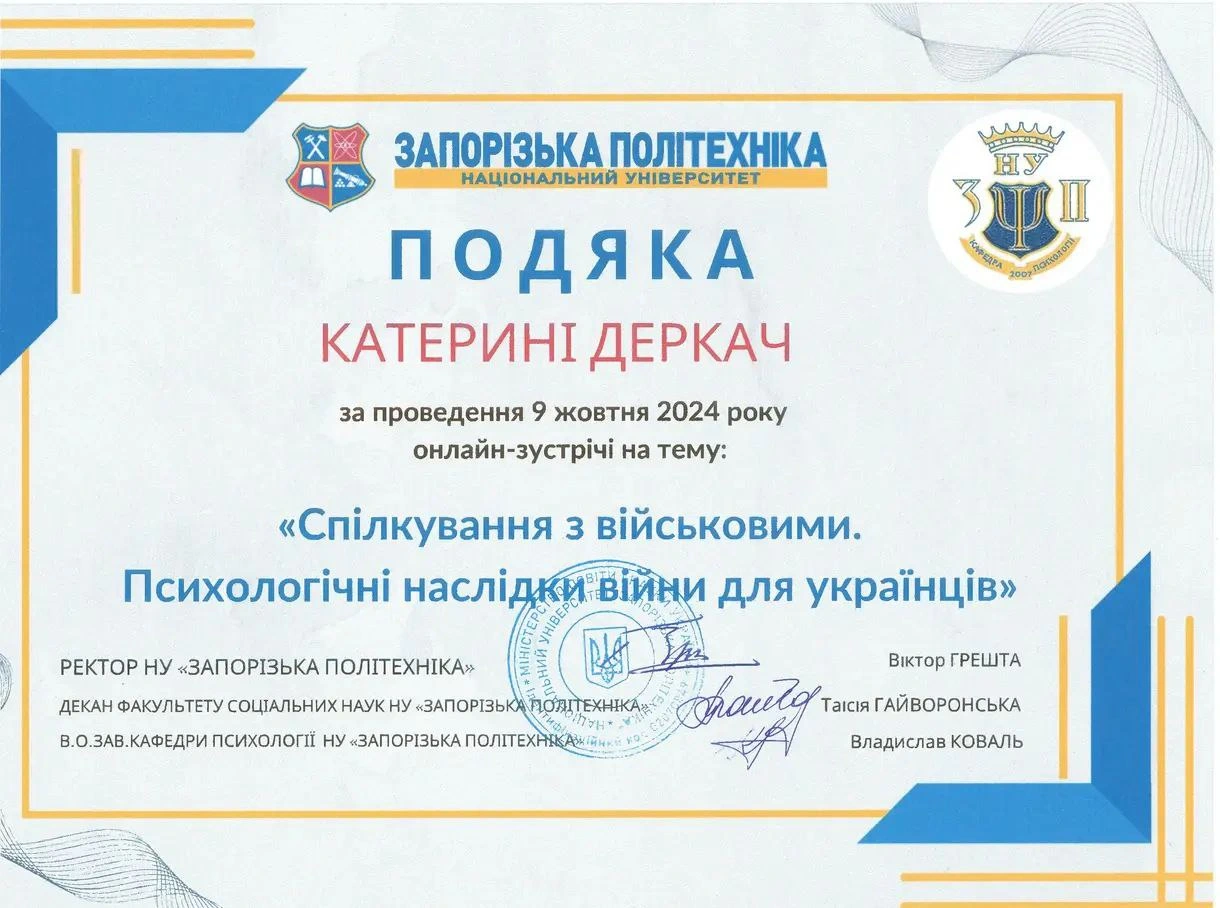 ЗАПОРІЗЬКА ПОЛІТЕХНІКА
НАЦІОНАЛЬНИЙ УНІВЕРСИТЕТ
НУ
З П
КАФЕДРА 2007 ПСИХОЛОГІЇ
ПОДЯКА
КАТЕРИНІ ДЕРКАЧ
за проведення 9 жовтня 2024 року
онлайн-зустрічі на тему:
«Спілкування з військовими.
Психологічні наслідки війни для українців»
РЕКТОР НУ «ЗАПОРІЗЬКА ПОЛІТЕХНІКА»
Віктор ГРЕШТА
ДЕКАН ФАКУЛЬТЕТУ СОЦІАЛЬНИХ НАУК НУ «ЗАПОРІЗЬКА ПОЛІТЕХНІКА»
Таїсія ГАЙВОРОНСЬКА
В.О.ЗАВ.КАФЕДРИ ПСИХОЛОГІЇ НУ «ЗАПОРІЗЬКА ПОЛІТЕХНІКА»
Владислав КОВАЛЬ